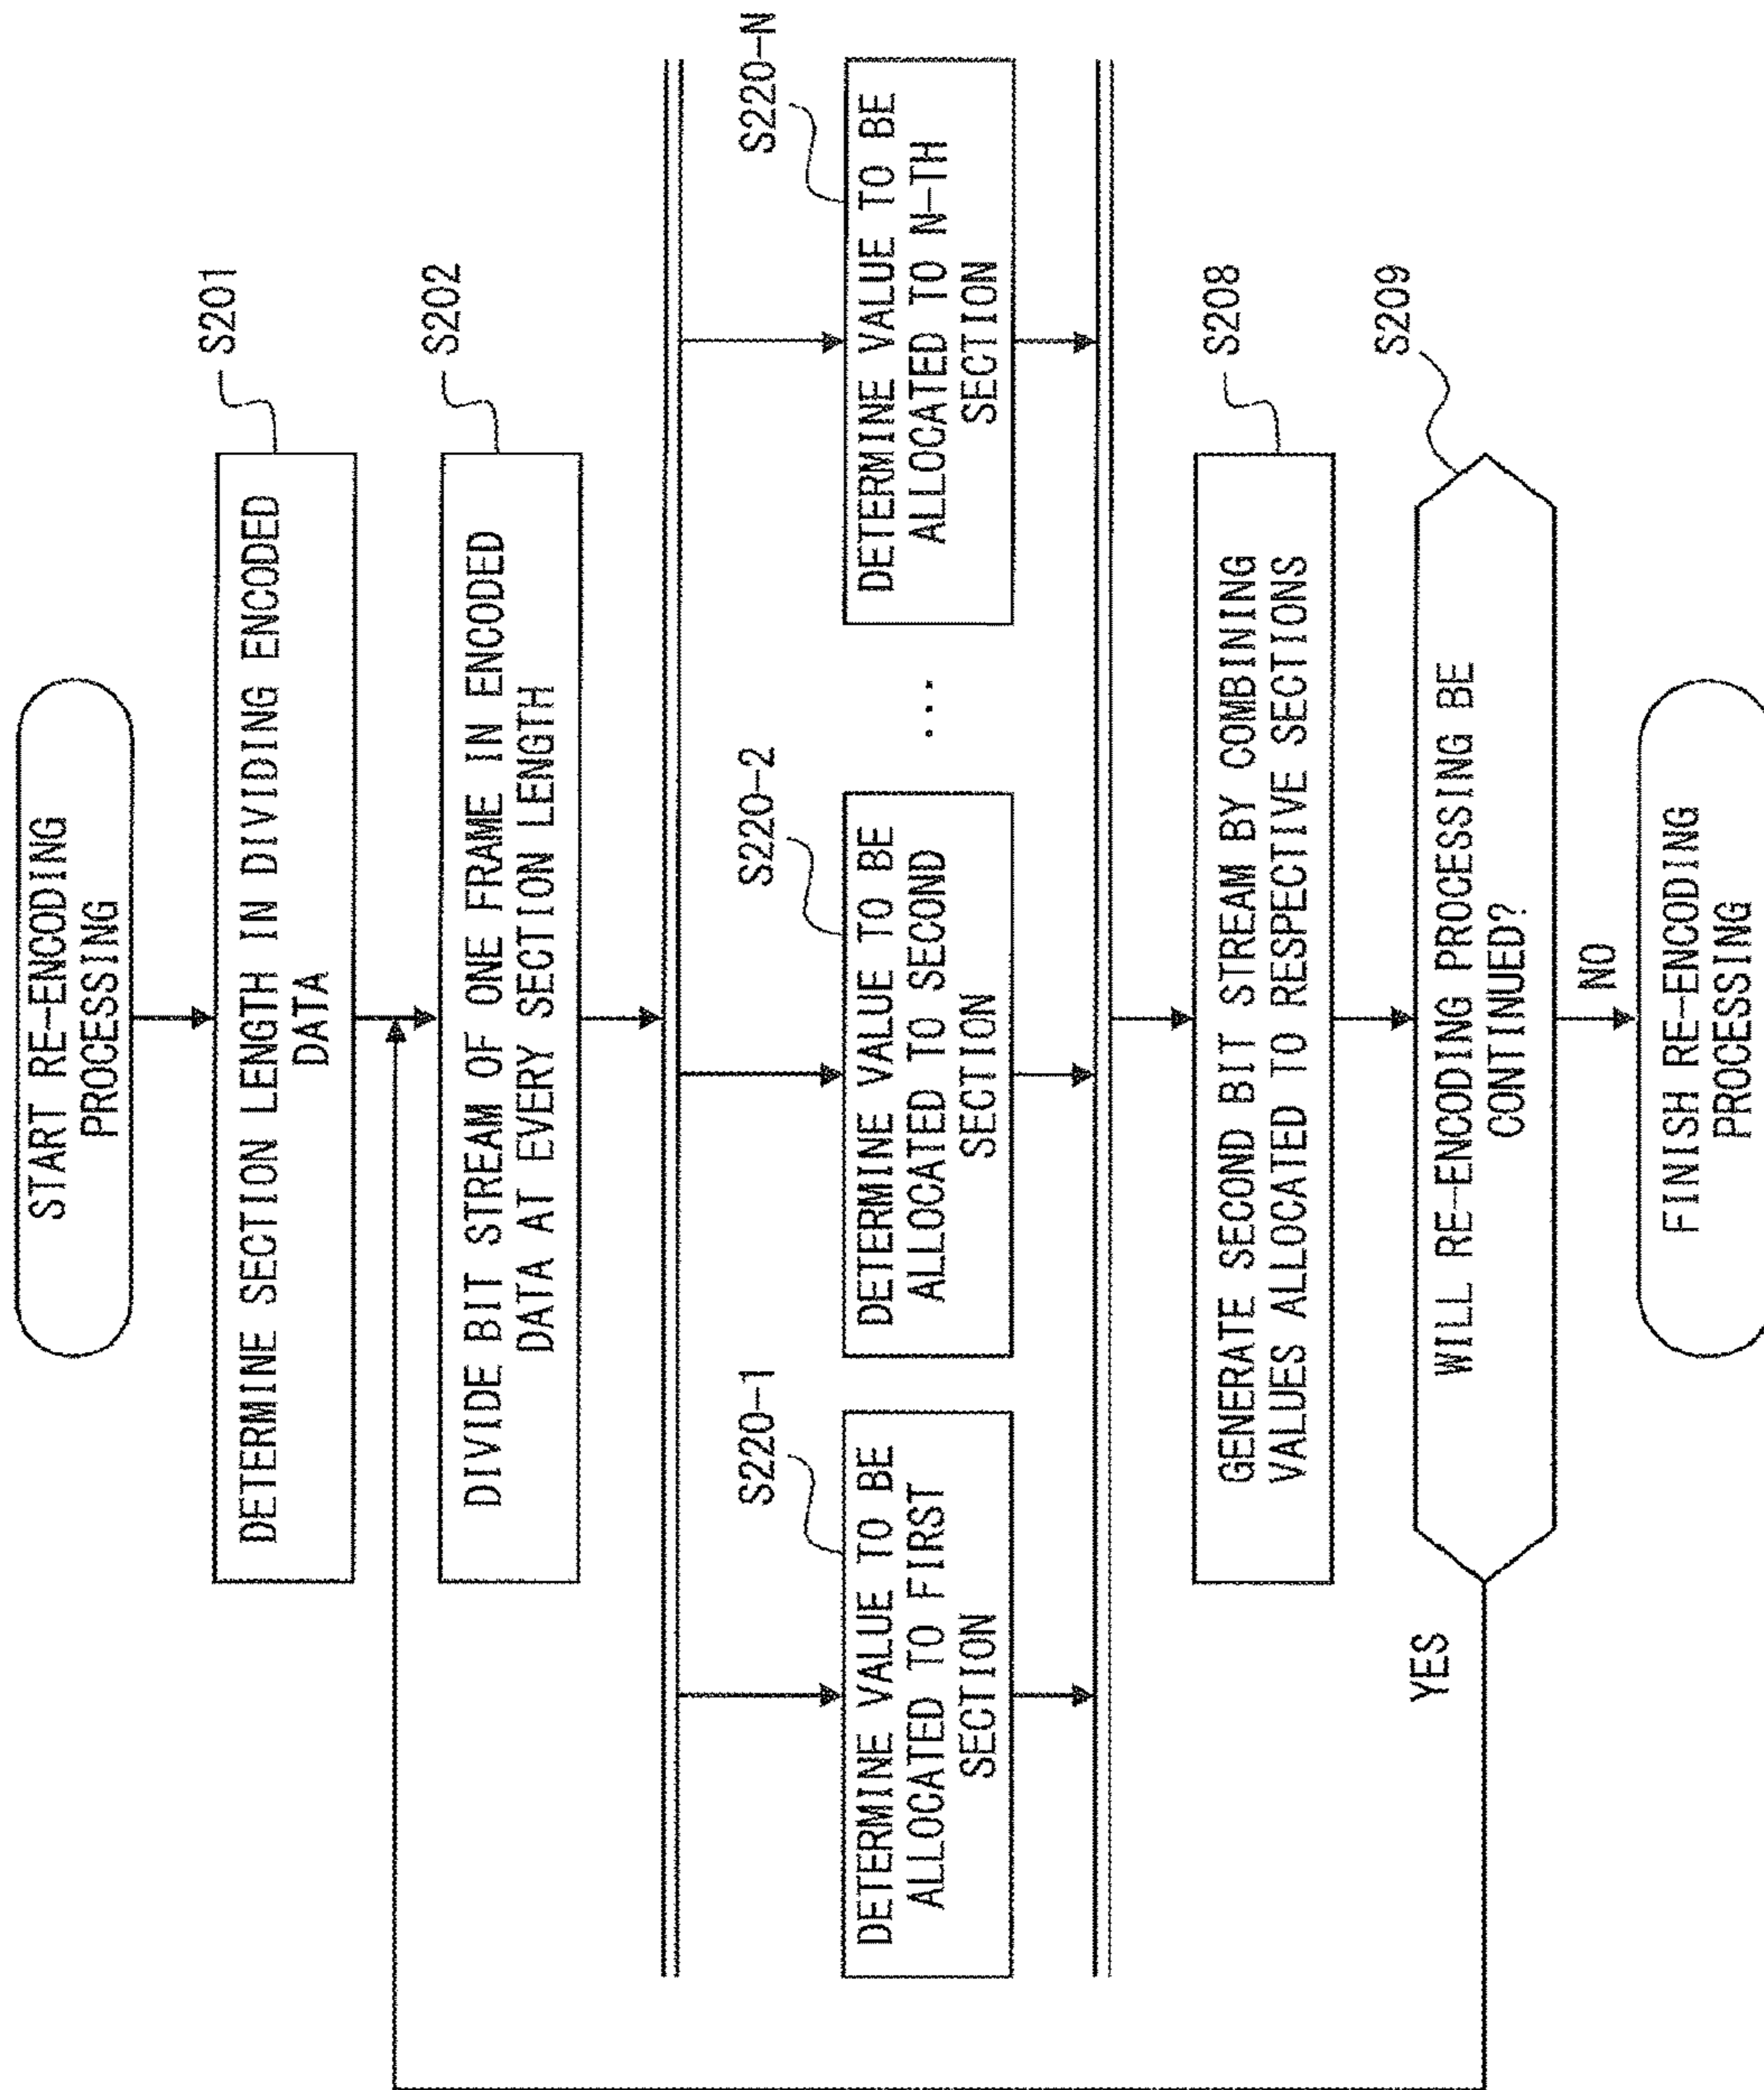 START RE-ENCODING
PROCESSING
DETERMINE SECTION LENGTH IN DIVIDING ENCODED
DATA
S201
DIVIDE BIT STREAM OF ONE FRAME IN ENCODED
DATA AT EVERY SECTION LENGTH
S202
S220-1
DETERMINE VALUE TO BE
ALLOCATED TO FIRST
SECTION
S220-2
DETERMINE VALUE TO BE
ALLOCATED TO SECOND
SECTION
...
S220-N
DETERMINE VALUE TO BE
ALLOCATED TO N-TH
SECTION
GENERATE SECOND BIT STREAM BY COMBINING
VALUES ALLOCATED TO RESPECTIVE SECTIONS
S208
WILL RE-ENCODING PROCESSING BE
CONTINUED?
S209
YES
NO
FINISH RE-ENCODING
PROCESSING